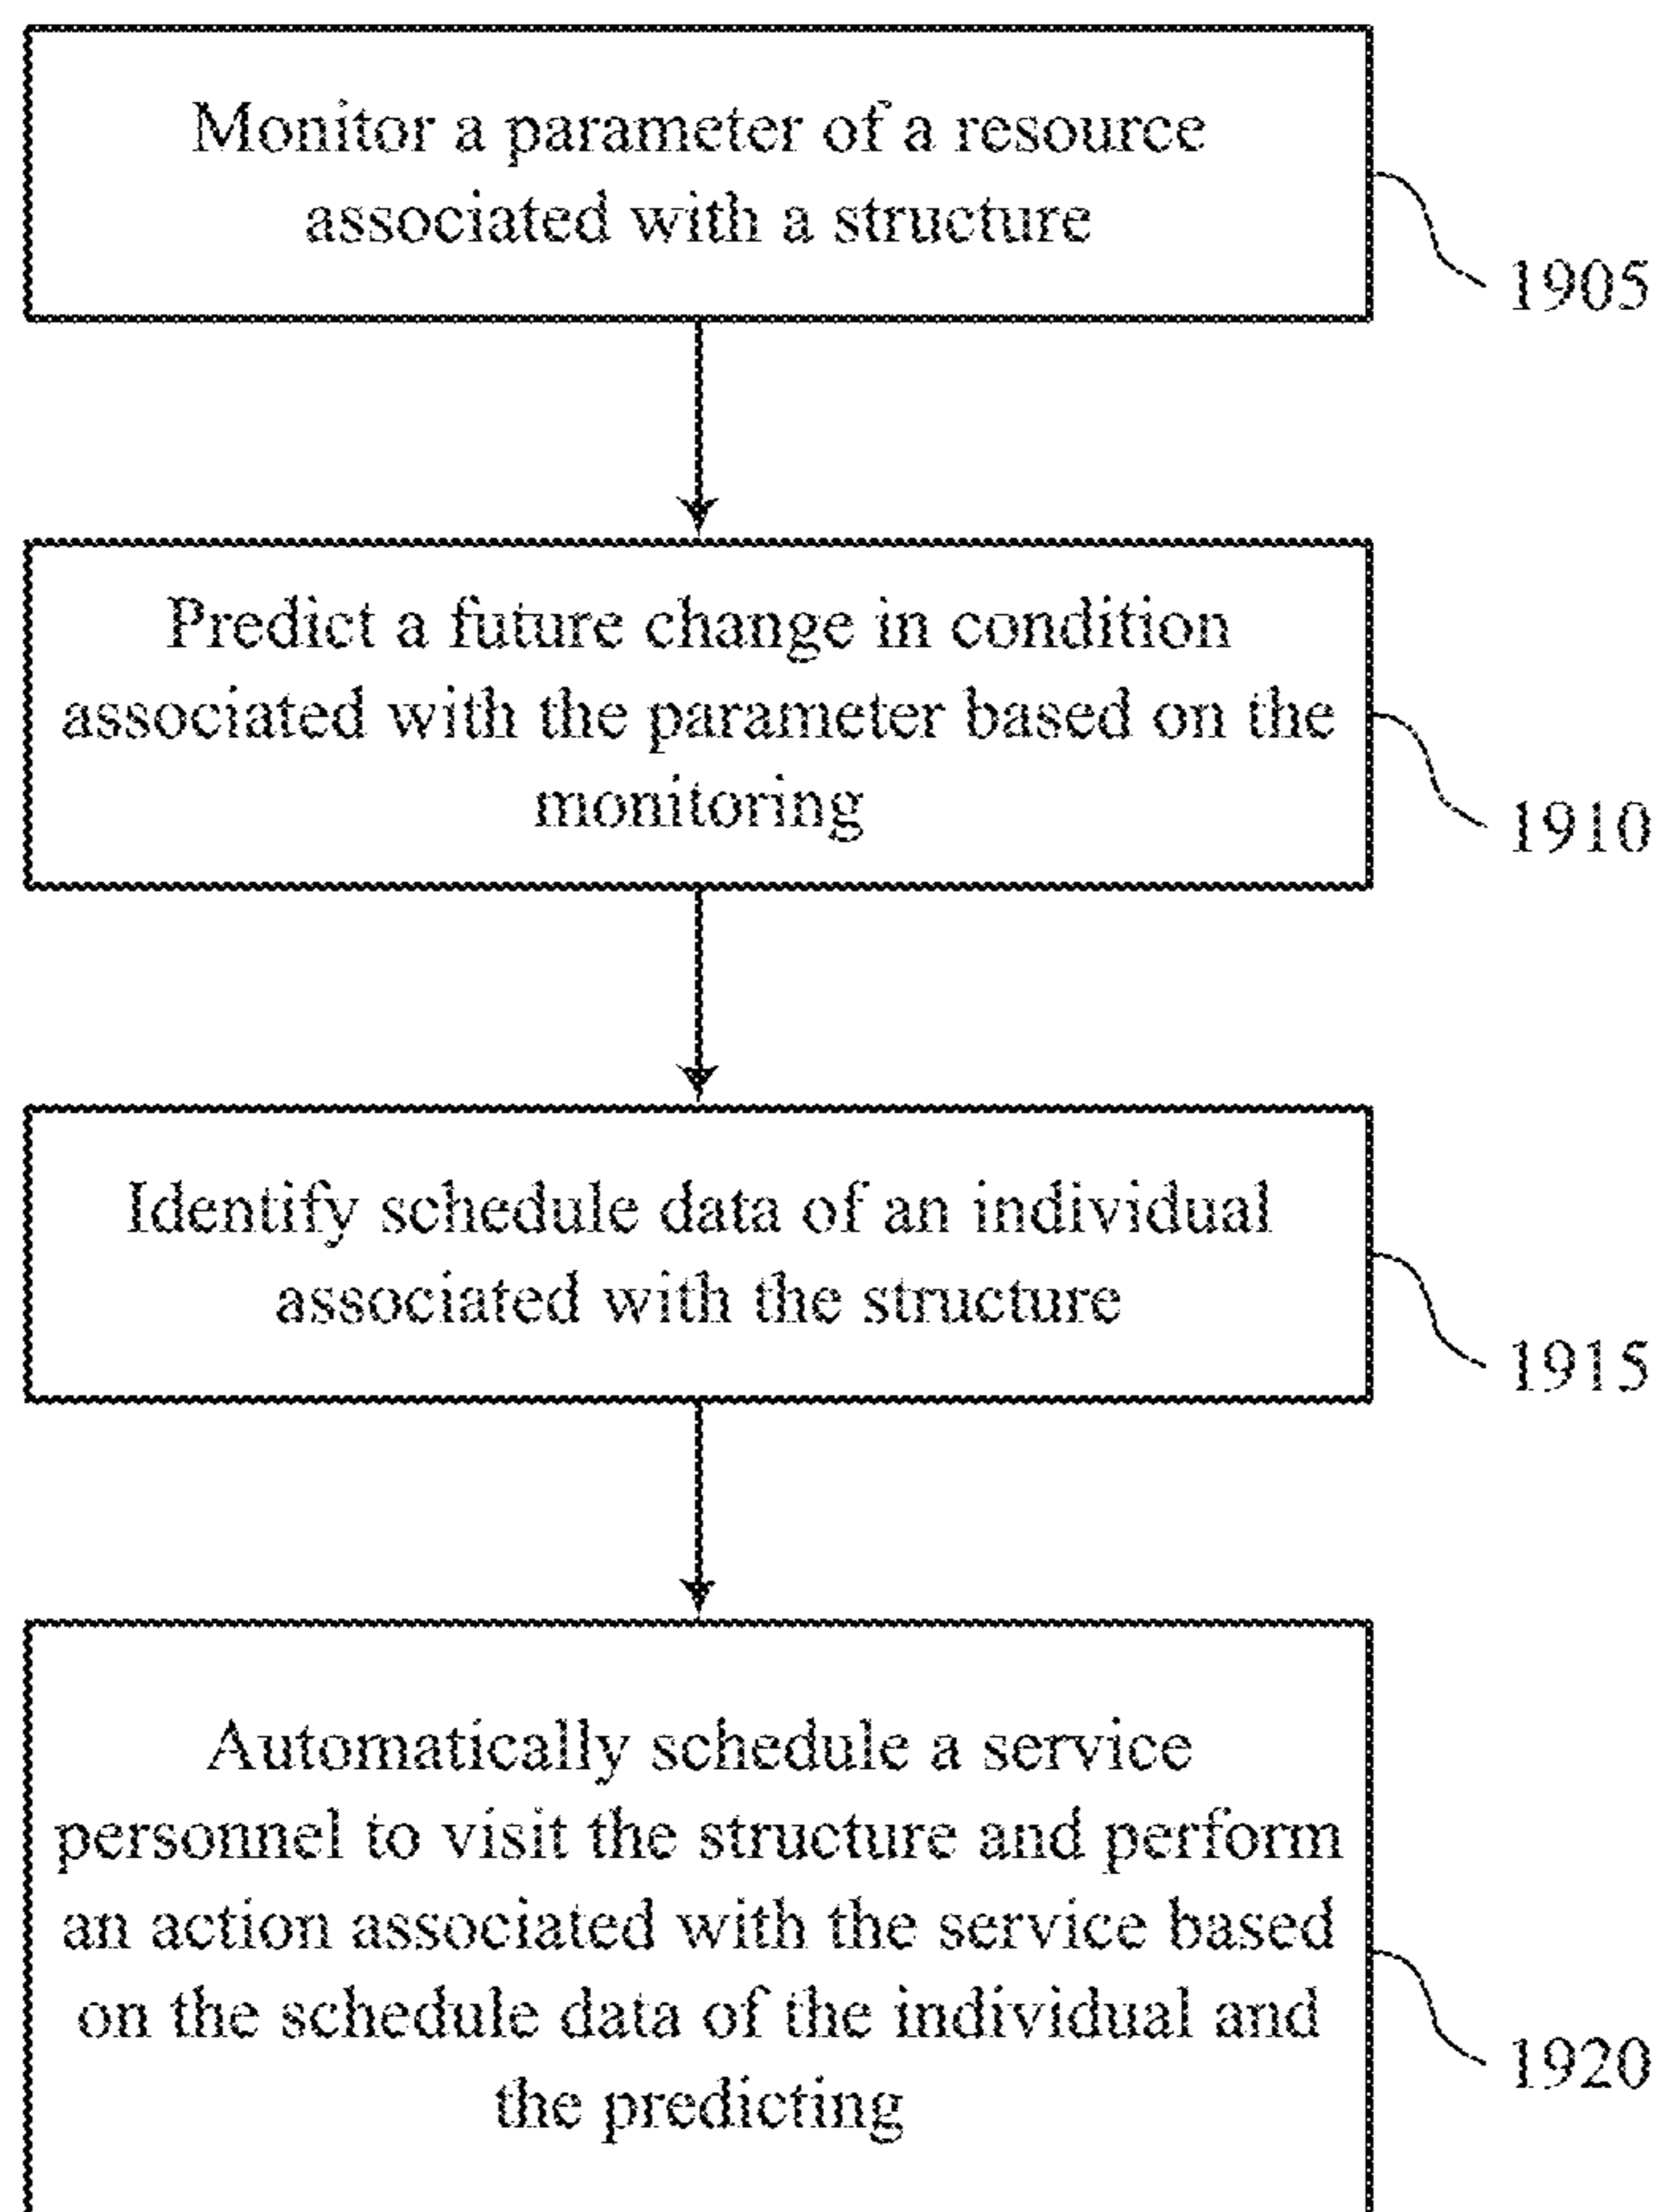 Monitor a parameter of a resource
associated with a structure
1905
Predict a future change in condition
associated with the parameter based on the
monitoring
1910
Identify schedule data of an individual
associated with the structure
1915
Automatically schedule a service
personnel to visit the structure and perform
an action associated with the service based
on the schedule data of the individual and
the predicting
1920